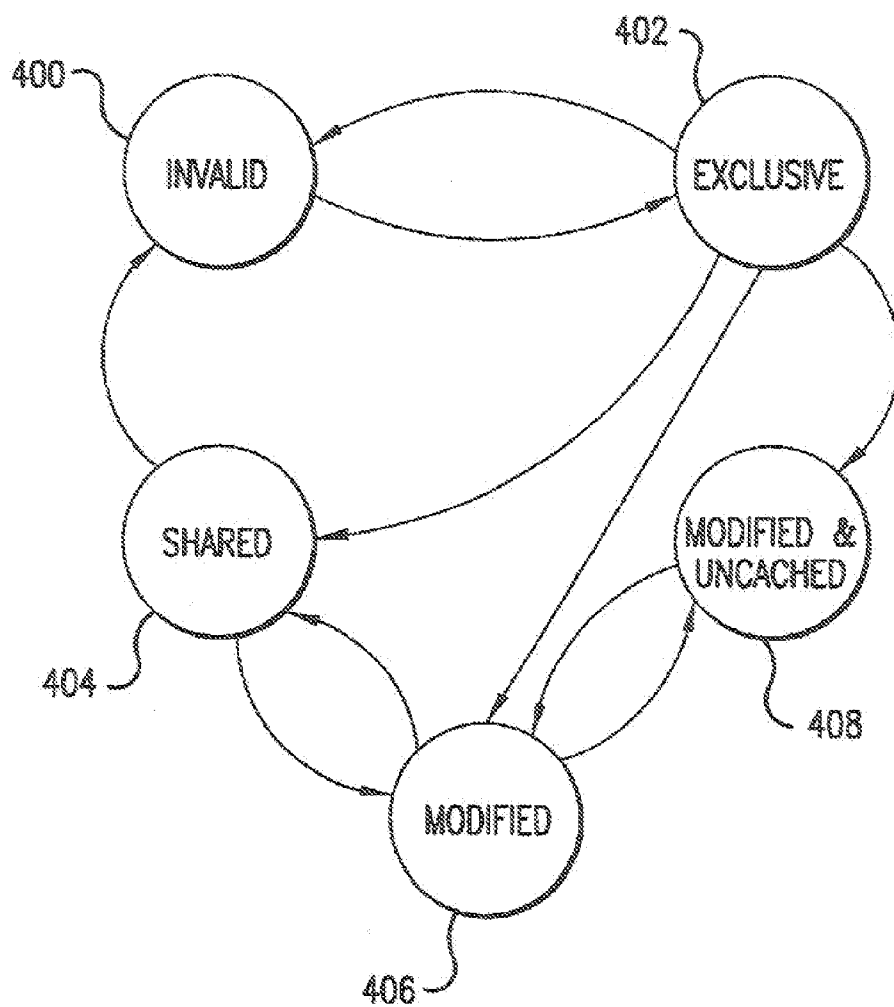 402
400
INVALID
EXCLUSIVE
SHARED
MODIFIED &
UNCACHED
404
408
MODIFIED
406